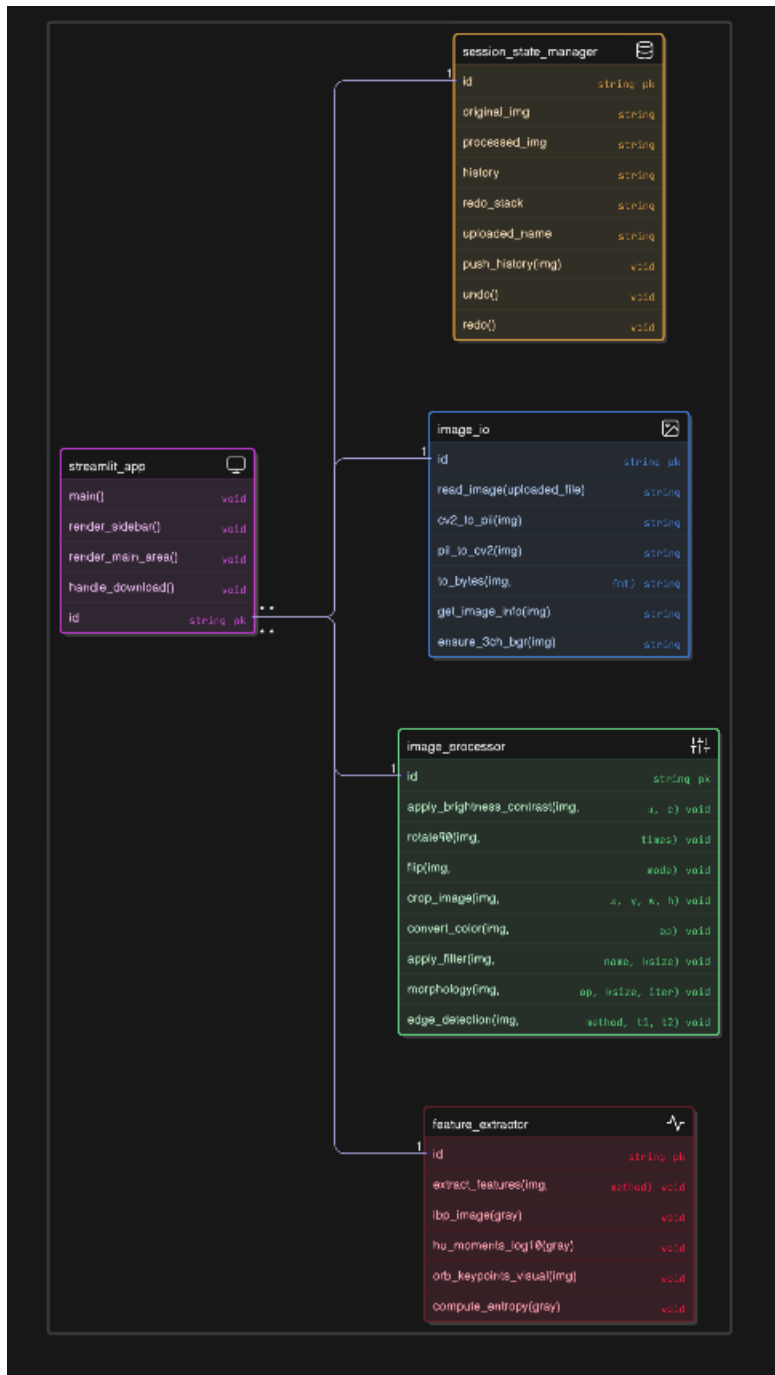 session_state_manager
1
id string pk
original_img string
processed_img string
history string
redo_stack string
uploaded_name string
push_history(img) void
undo() void
redo() void
image_io
1
id string pk
read_image(uploaded_file) string
cv2_to_pil(img) string
pil_to_cv2(img) string
to_bytes(img, fmt) string
get_image_info(img) string
ensure_3ch_bgr(img) string
streamlit_app
main() void
render_sidebar() void
render_main_area() void
handle_download() void
id string pk
image_processor
1
id string pk
apply_brightness_contrast(img, c) void
rotate90(img, times) void
flip(img, mode) void
crop_image(img, x, y, w, h) void
convert_color(img, op) void
apply_filter(img, name, ksize) void
morphology(img, op, ksize, iter) void
edge_detection(img, method, t1, t2) void
feature_extractor
1
id string pk
extract_features(img, method) void
lbp_image(gray) void
hu_moments_log10(gray) void
orb_keypoints_visual(img) void
compute_entropy(gray) void